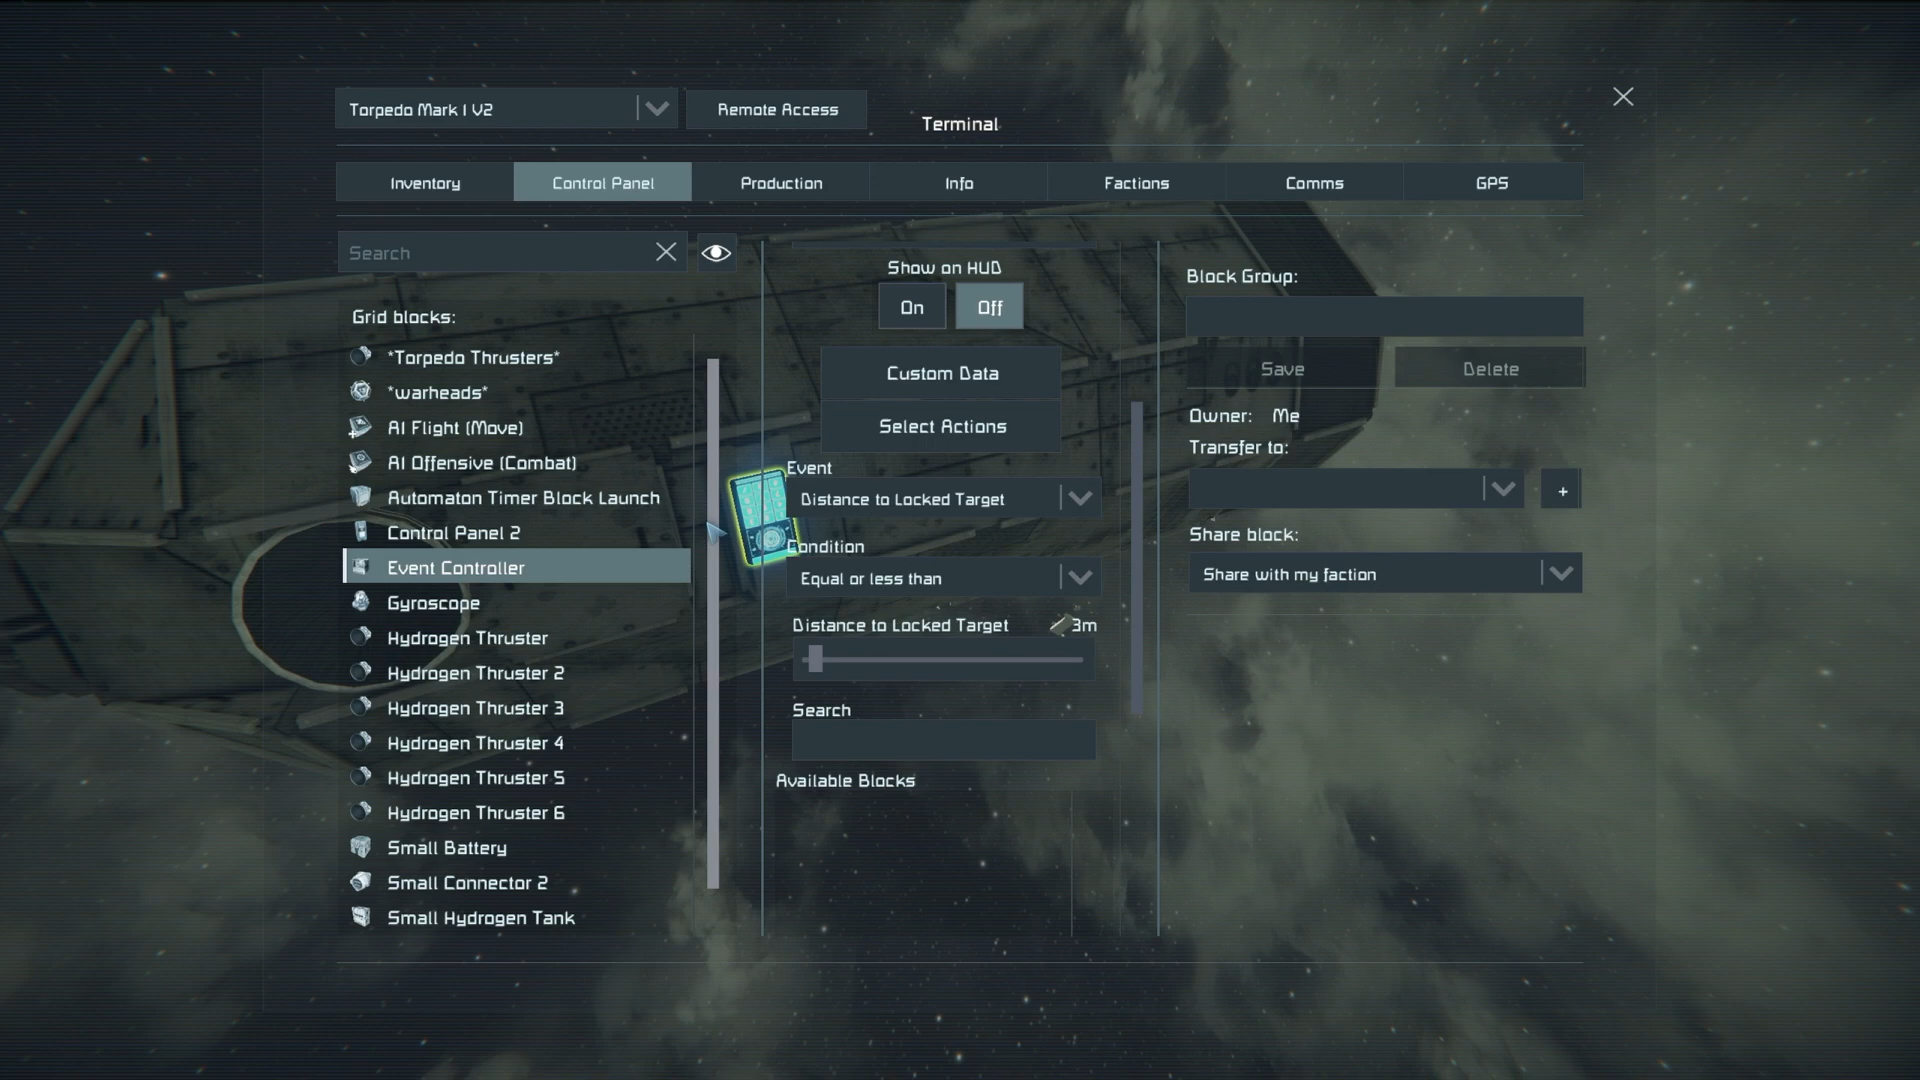 Torpedo Mark I V2
Remote Access
Terminal
Inventory
Control Panel
Production
Info
Factions
Comms
GPS
Search
Grid blocks:
*Torpedo Thrusters*
*warheads*
AI Flight (Move)
AI Offensive (Combat)
Automaton Timer Block Launch
Control Panel 2
Event Controller
Gyroscope
Hydrogen Thruster
Hydrogen Thruster 2
Hydrogen Thruster 3
Hydrogen Thruster 4
Hydrogen Thruster 5
Hydrogen Thruster 6
Small Battery
Small Connector 2
Small Hydrogen Tank
Show on HUD
On
Off
Custom Data
Select Actions
Event
Distance to Locked Target
Condition
Equal or less than
Distance to Locked Target
Search
Available Blocks
Block Group:
Save
Delete
Owner: Me
Transfer to:
+
Share block:
Share with my faction